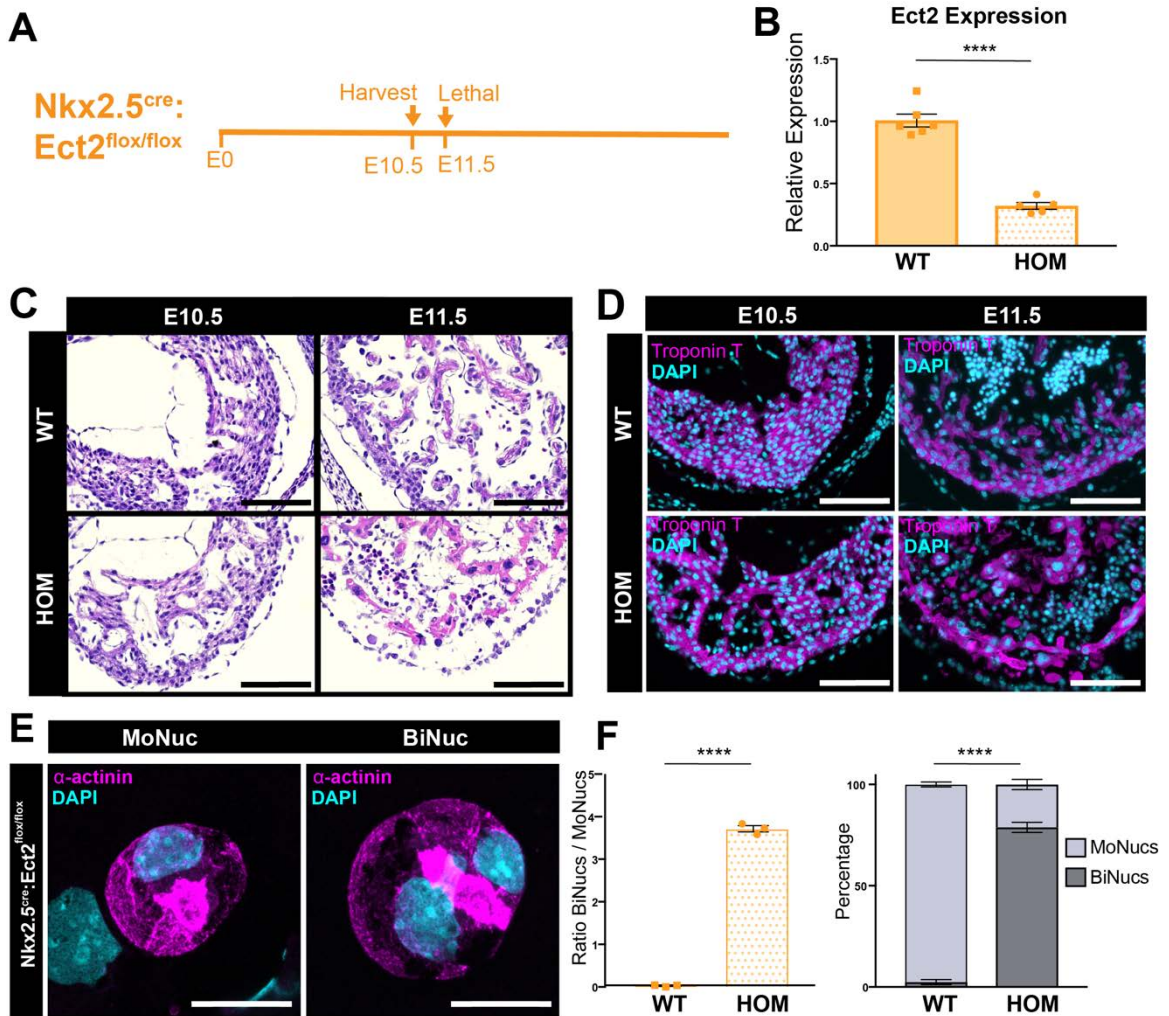 A
Nkx2.5cre:
Ect2flox/flox
Harvest
Lethal
E0
E10.5
E11.5
B
Ect2 Expression
****
Relative Expression
1.5
1.0
0.5
0.0
WT
HOM
C
E10.5
E11.5
WT
HOM
D
E10.5
E11.5
WT
HOM
Troponin T
DAPI
Troponin T
DAPI
Troponin T
DAPI
Troponin T
DAPI
E
MoNuc
BiNuc
Nkx2.5cre:Ect2flox/flox
α-actinin
DAPI
α-actinin
DAPI
F
****
Ratio BiNucs / MoNucs
5
4
2
0
WT
HOM
****
Percentage
100
50
0
WT
HOM
MoNucs
BiNucs